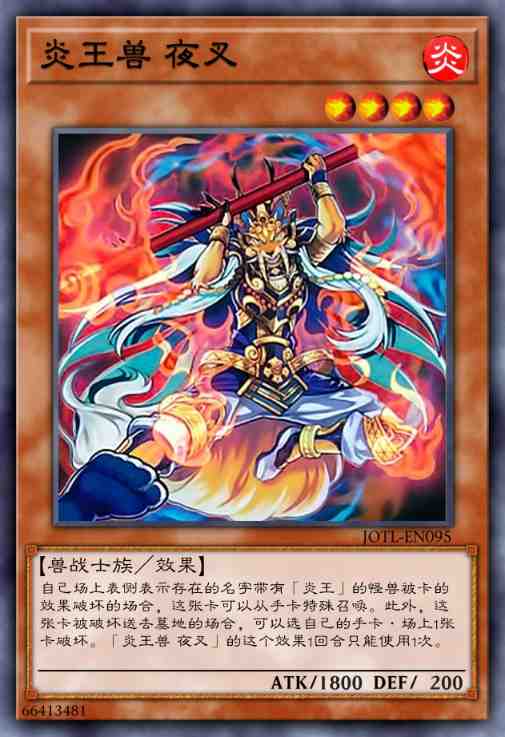 炎王兽 夜叉
炎
JOTL-EN095
【兽战士族／效果】
自己场上表侧表示存在的名字带有「炎王」的怪兽被卡的
效果破坏的场合，这张卡可以从手卡特殊召唤。此外，这
张卡被破坏送去墓地的场合，可以选自己的手卡·场上1张
卡破坏。「炎王兽 夜叉」的这个效果1回合只能使用1次。
ATK/1800 DEF/ 200
66413481